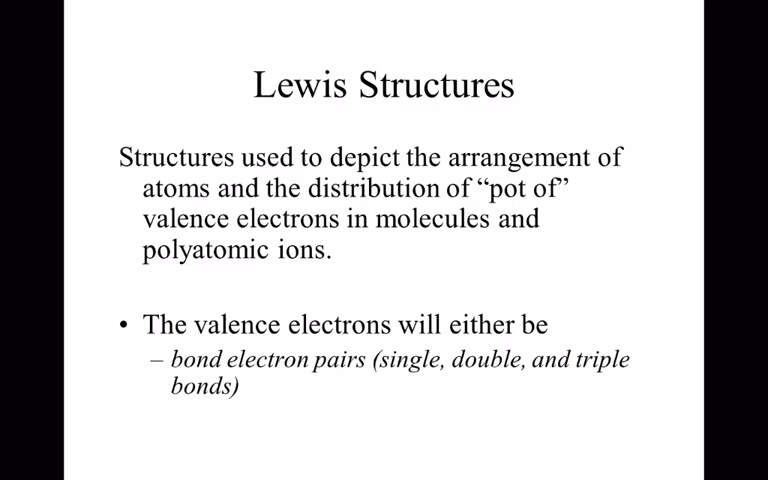 Lewis Structures
Structures used to depict the arrangement of
atoms and the distribution of “pot of”
valence electrons in molecules and
polyatomic ions.
• The valence electrons will either be
– bond electron pairs (single, double, and triple
bonds)